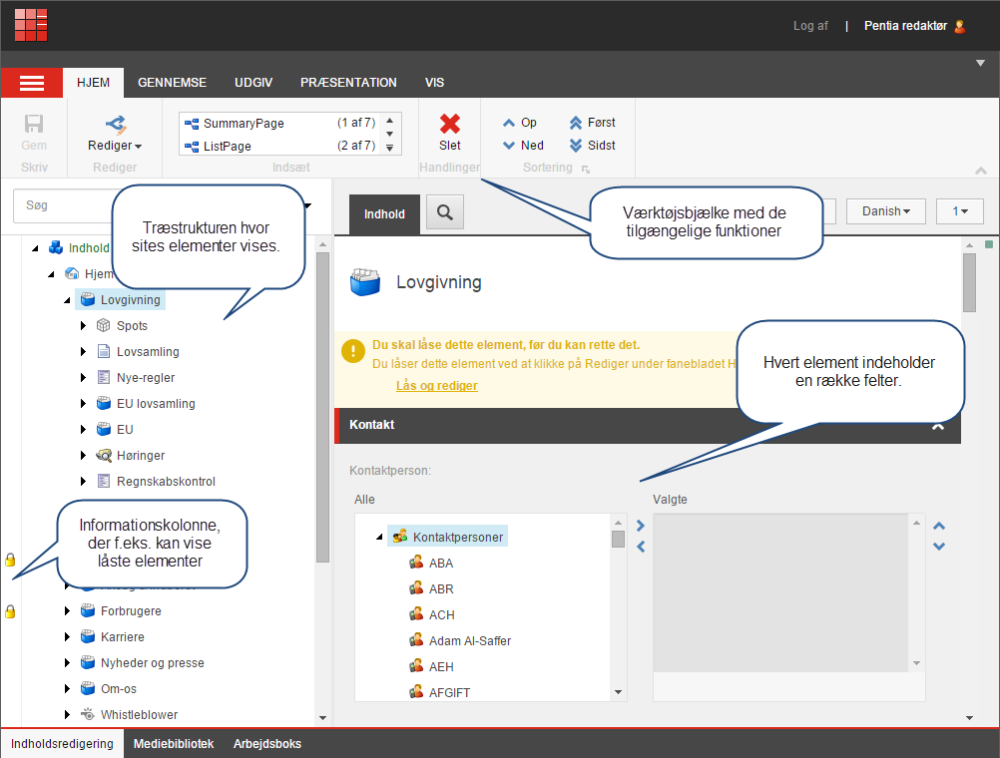 Log af | Pentia redaktør
HJEM GENNEMSE UDGIV PRÆSENTATION VIS
Gem
Skriv
Rediger
Rediger
SummaryPage (1 af 7)
ListPage (2 af 7)
Indsæt
Slet
Handlinger
Op Først
Ned Sidst
Sortering
Søg
Træstrukturen hvor
sites elementer vises.
Værktøjsbjælke med de
tilgængelige funktioner
Indhold
Danish
1
Indhold
Hjem
Lovgivning
Spots
Lovsamling
Nye-regler
EU lovsamling
EU
Høringer
Regnskabskontrol
Informationskolonne,
der f.eks. kan vise
låste elementer
Forbrugere
Karriere
Nyheder og presse
Om-os
Whistleblower
Lovgivning
Du skal låse dette element, før du kan rette det.
Du låser dette element ved at klikke på Rediger under fanebladet H
Lås og rediger
Hvert element indeholder
en række felter.
Kontakt
Kontaktperson:
Alle Valgte
Kontaktpersoner
ABA
ABR
ACH
Adam Al-Saffer
AEH
AFGIFT
Indholdsredigering Mediebibliotek Arbejdsboks